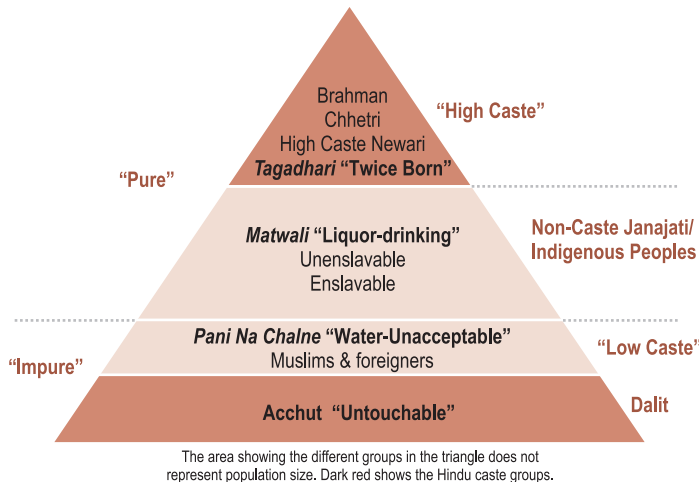 Brahman
Chhetri
High Caste Newari
Tagadhari “Twice Born”
“High Caste”
“Pure”
Matwali “Liquor-drinking”
Unenslavable
Enslavable
Non-Caste Janajati/
Indigenous Peoples
Pani Na Chalne “Water-Unacceptable”
Muslims & foreigners
“Low Caste”
“Impure”
Acchut “Untouchable”
Dalit
The area showing the different groups in the triangle does not
represent population size. Dark red shows the Hindu caste groups.